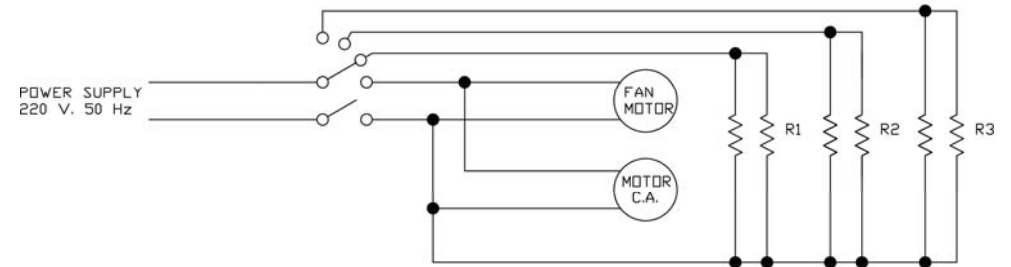 POWER SUPPLY
220 V. 50 Hz
FAN
MOTOR
MOTOR
C.A.
R1
R2
R3